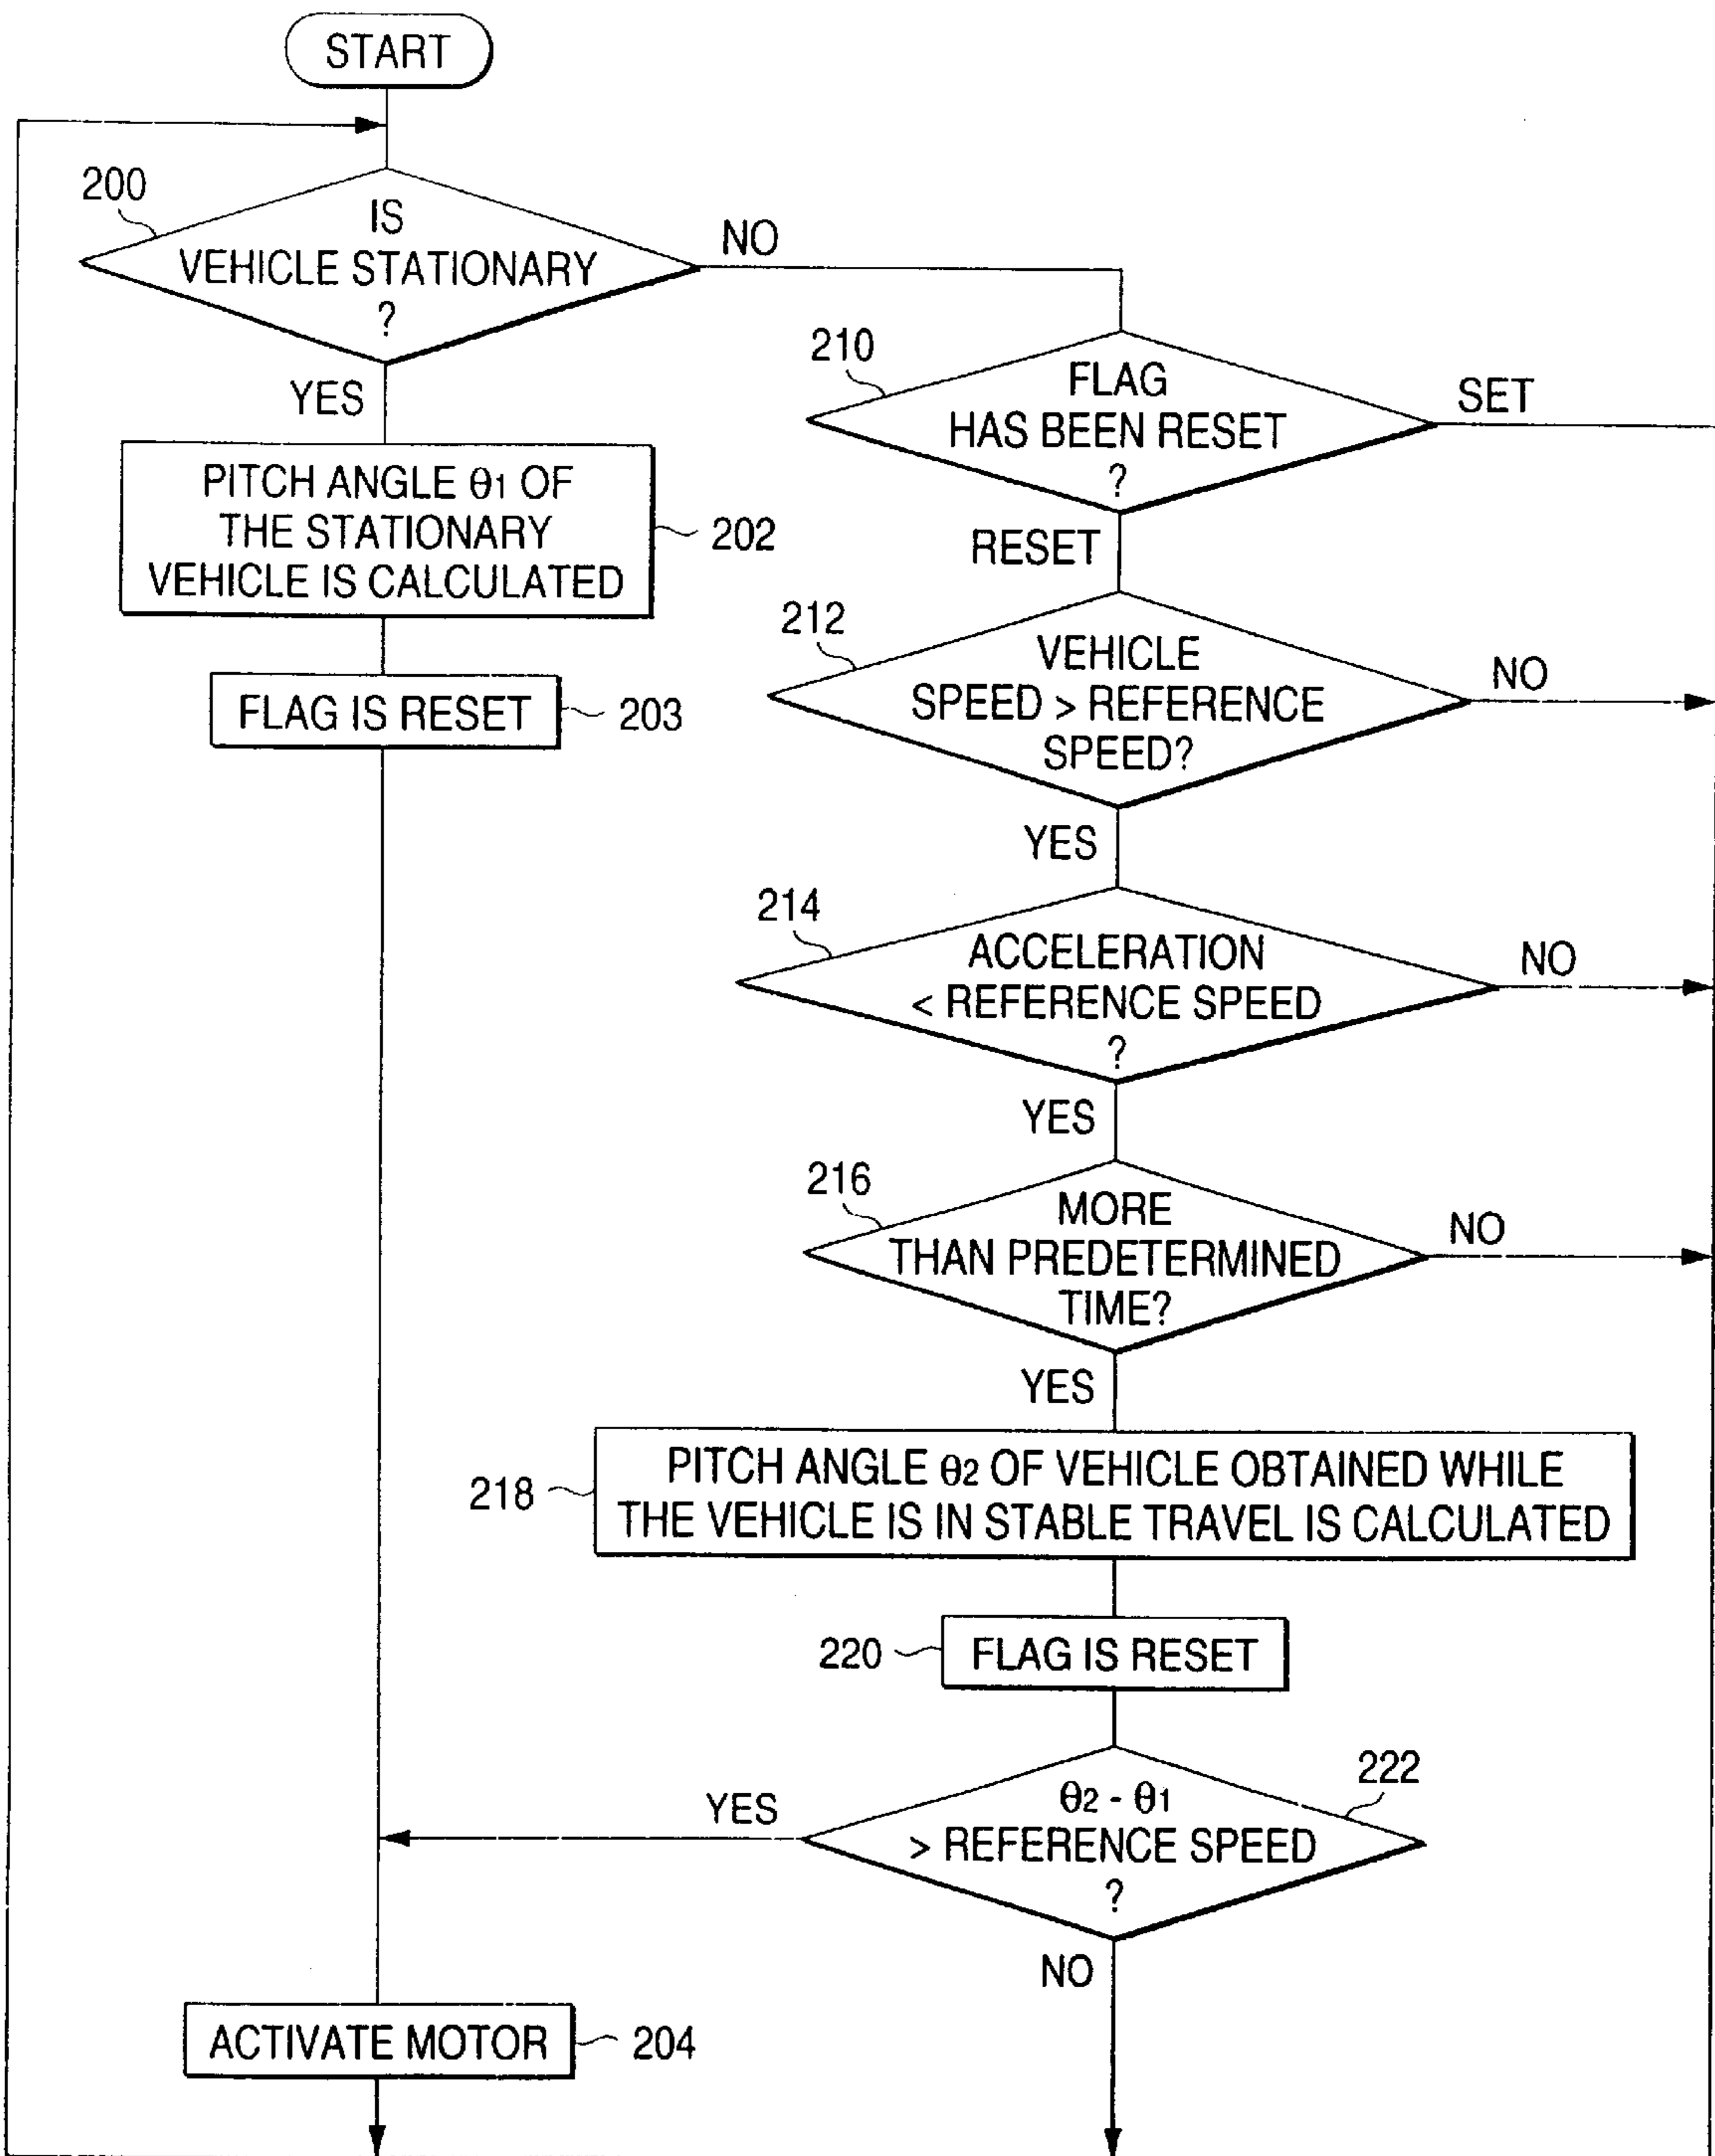 START
200
IS
VEHICLE STATIONARY
?
NO
YES
PITCH ANGLE θ1 OF
THE STATIONARY
VEHICLE IS CALCULATED
202
FLAG IS RESET
203
210
FLAG
HAS BEEN RESET
?
SET
RESET
212
VEHICLE
SPEED > REFERENCE
SPEED?
NO
YES
214
ACCELERATION
< REFERENCE SPEED
?
NO
YES
216
MORE
THAN PREDETERMINED
TIME?
NO
YES
218
PITCH ANGLE θ2 OF VEHICLE OBTAINED WHILE
THE VEHICLE IS IN STABLE TRAVEL IS CALCULATED
220
FLAG IS RESET
222
θ2 - θ1
> REFERENCE SPEED
?
YES
NO
ACTIVATE MOTOR
204